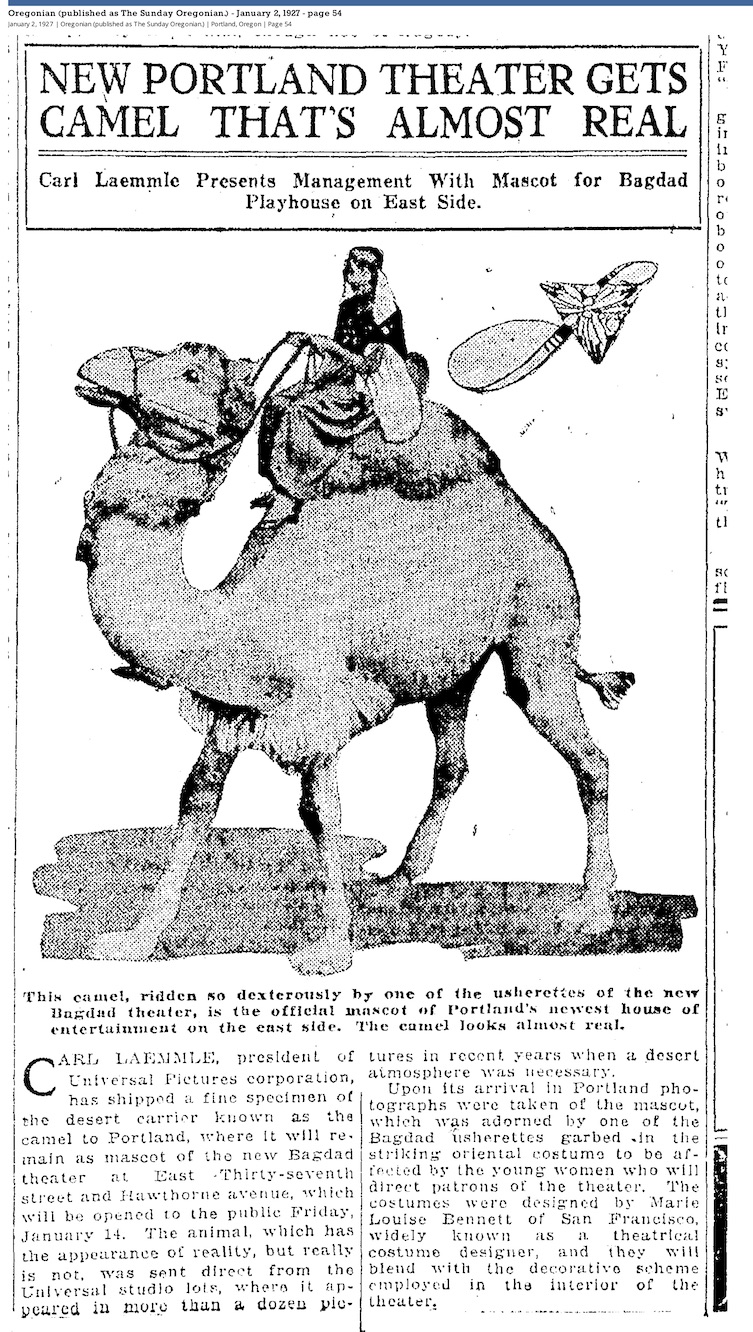 Oregonian (published as The Sunday Oregonian.) - January 2, 1927 - page 54
January 2, 1927 | Oregonian (published as The Sunday Oregonian.) | Portland, Oregon | Page 54
NEW PORTLAND THEATER GETS
CAMEL THAT'S ALMOST REAL
Carl Laemmle Presents Management With Mascot for Bagdad
Playhouse on East Side.
This camel, ridden so dexterously by one of the usherettes of the new
Bagdad theater, is the official mascot of Portland's newest house of
entertainment on the east side. The camel looks almost real.
CARL LAEMMLE, president of
Universal Pictures corporation,
has shipped a fine specimen of
the desert carrier known as the
camel to Portland, where it will re-
main as mascot of the new Bagdad
theater at East Thirty-seventh
street and Hawthorne avenue, which
will be opened to the public Friday,
January 14. The animal, which has
the appearance of reality, but really
is not, was sent direct from the
Universal studio lots, where it ap-
peared in more than a dozen pic-
tures in recent years when a desert
atmosphere was necessary.
Upon its arrival in Portland pho-
tographs were taken of the mascot,
which was adorned by one of the
Bagdad usherettes garbed in the
striking oriental costume to be af-
fected by the young women who will
direct patrons of the theater. The
costumes were designed by Marie
Louise Bennett of San Francisco,
widely known as a theatrical
costume designer, and they will
blend with the decorative scheme
employed in the interior of the
theater.